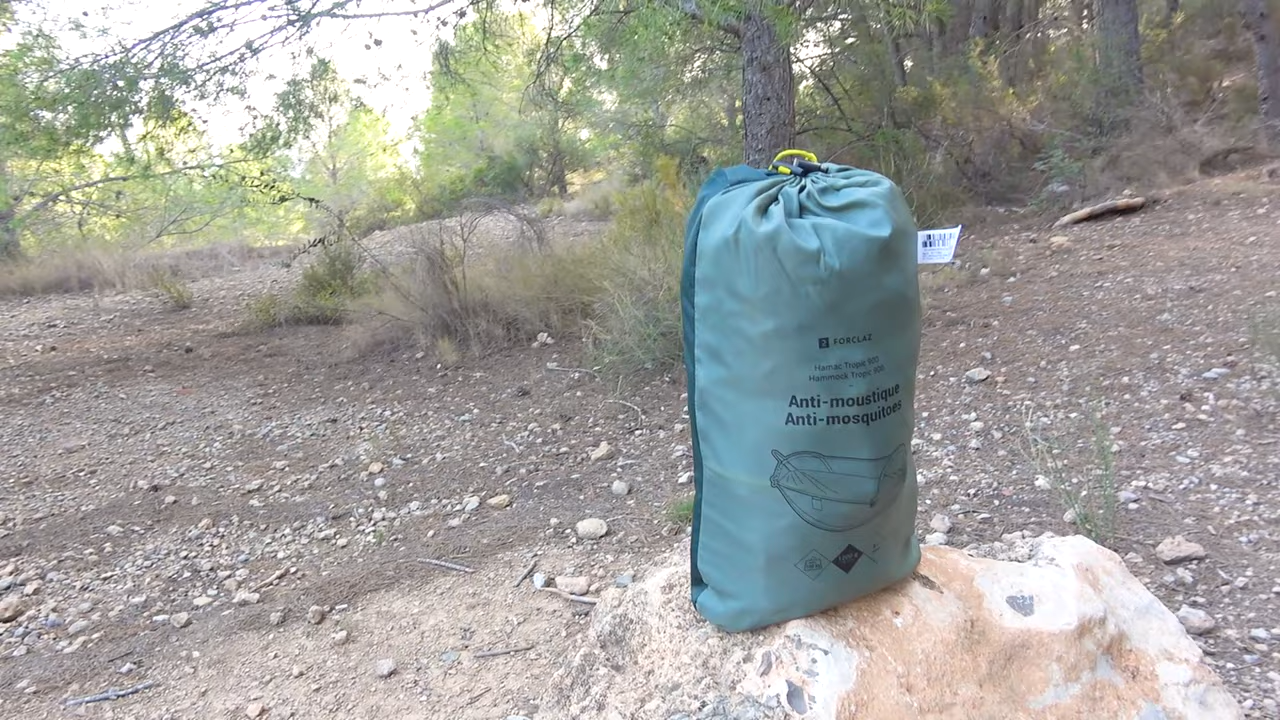 FORCLAZ
Hamac Tropic 900
Hammock Tropic 900
Anti-moustique
Anti-mosquitoes